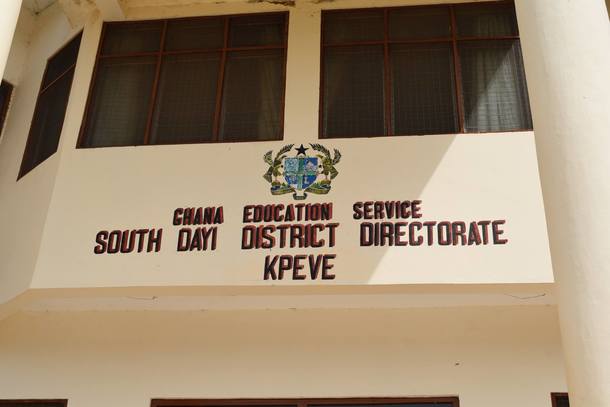 GHANA EDUCATION SERVICE
SOUTH DAYI DISTRICT DIRECTORATE
KPEVE